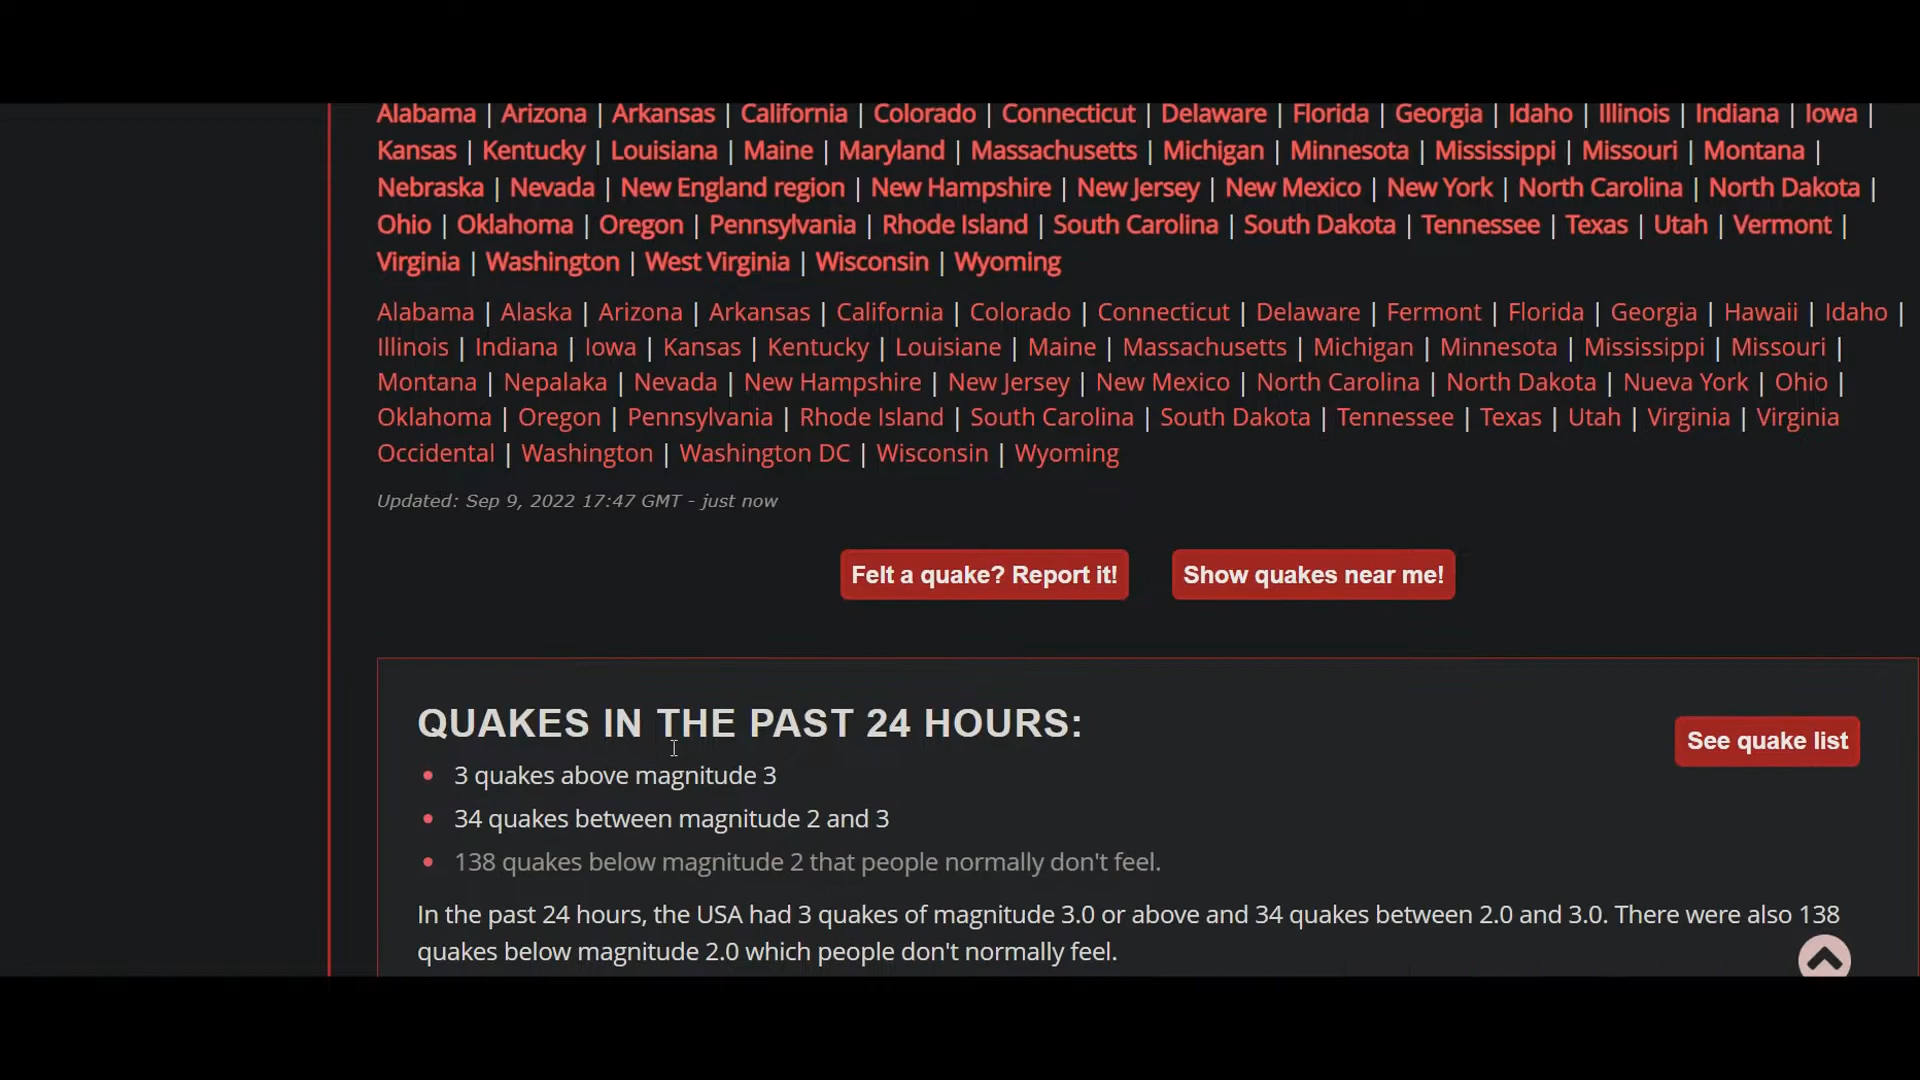 Alabama | Arizona | Arkansas | California | Colorado | Connecticut | Delaware | Florida | Georgia | Idaho | Illinois | Indiana | Iowa |
Kansas | Kentucky | Louisiana | Maine | Maryland | Massachusetts | Michigan | Minnesota | Mississippi | Missouri | Montana |
Nebraska | Nevada | New England region | New Hampshire | New Jersey | New Mexico | New York | North Carolina | North Dakota |
Ohio | Oklahoma | Oregon | Pennsylvania | Rhode Island | South Carolina | South Dakota | Tennessee | Texas | Utah | Vermont |
Virginia | Washington | West Virginia | Wisconsin | Wyoming
Alabama | Alaska | Arizona | Arkansas | California | Colorado | Connecticut | Delaware | Fermont | Florida | Georgia | Hawaii | Idaho |
Illinois | Indiana | Iowa | Kansas | Kentucky | Louisiane | Maine | Massachusetts | Michigan | Minnesota | Mississippi | Missouri |
Montana | Nepalaka | Nevada | New Hampshire | New Jersey | New Mexico | North Carolina | North Dakota | Nueva York | Ohio |
Oklahoma | Oregon | Pennsylvania | Rhode Island | South Carolina | South Dakota | Tennessee | Texas | Utah | Virginia | Virginia
Occidental | Washington | Washington DC | Wisconsin | Wyoming
Updated: Sep 9, 2022 17:47 GMT - just now
Felt a quake? Report it! Show quakes near me!
QUAKES IN THE PAST 24 HOURS:
See quake list
• 3 quakes above magnitude 3
• 34 quakes between magnitude 2 and 3
• 138 quakes below magnitude 2 that people normally don't feel.
In the past 24 hours, the USA had 3 quakes of magnitude 3.0 or above and 34 quakes between 2.0 and 3.0. There were also 138
quakes below magnitude 2.0 which people don't normally feel.